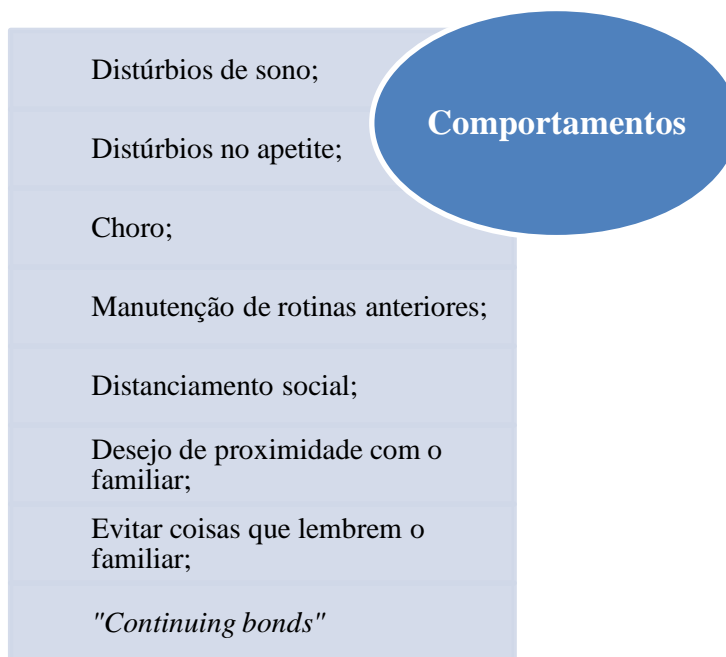 Comportamentos
Distúrbios de sono;
Distúrbios no apetite;
Choro;
Manutenção de rotinas anteriores;
Distanciamento social;
Desejo de proximidade com o
familiar;
Evitar coisas que lembrem o
familiar;
"Continuing bonds"